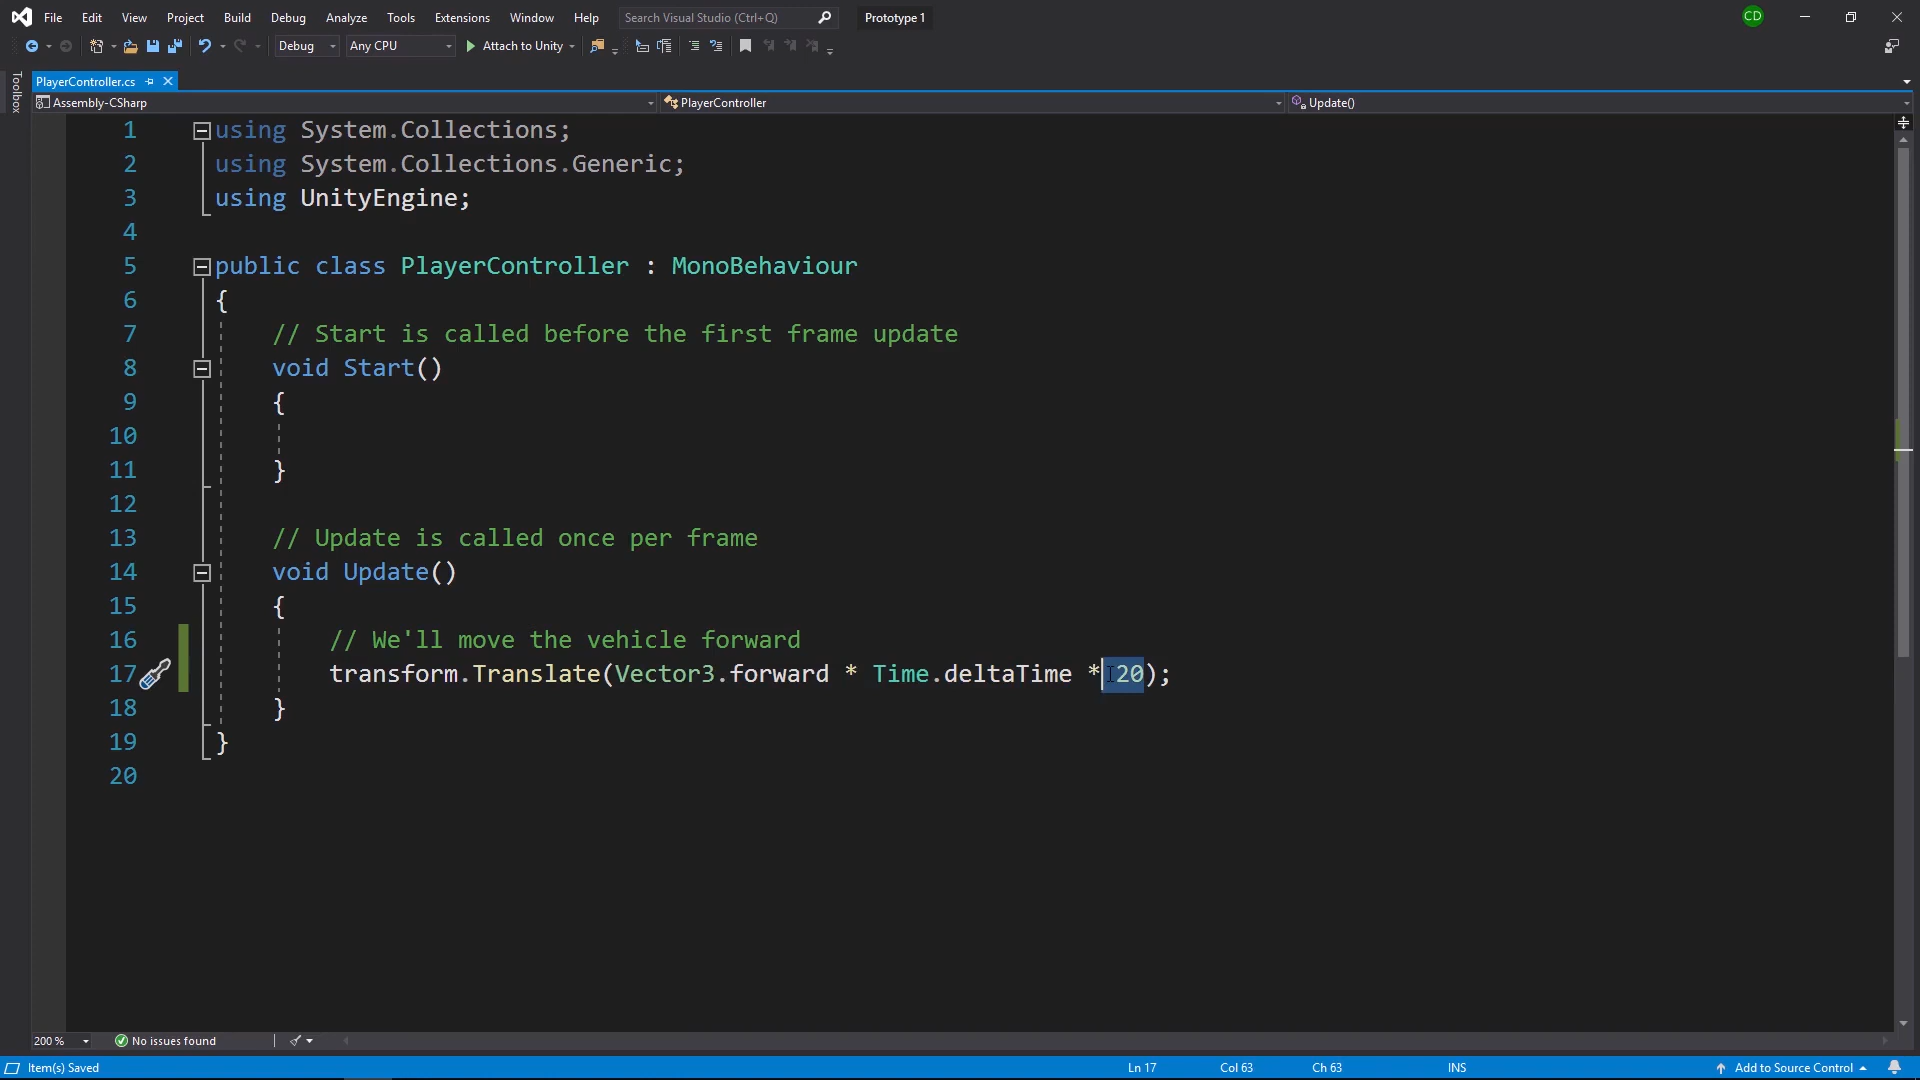 File Edit View Project Build Debug Analyze Tools Extensions Window Help Search Visual Studio (Ctrl+Q) Prototype 1 CD
Debug Any CPU Attach to Unity
Toolbox
PlayerController.cs
Assembly-CSharp PlayerController Update()
1 using System.Collections;
2 using System.Collections.Generic;
3 using UnityEngine;
4
5 public class PlayerController : MonoBehaviour
6 {
7 // Start is called before the first frame update
8 void Start()
9 {
10
11 }
12
13 // Update is called once per frame
14 void Update()
15 {
16 // We'll move the vehicle forward
17 transform.Translate(Vector3.forward * Time.deltaTime * 20);
18 }
19 }
20
200 % No issues found
Item(s) Saved Ln 17 Col 63 Ch 63 INS Add to Source Control